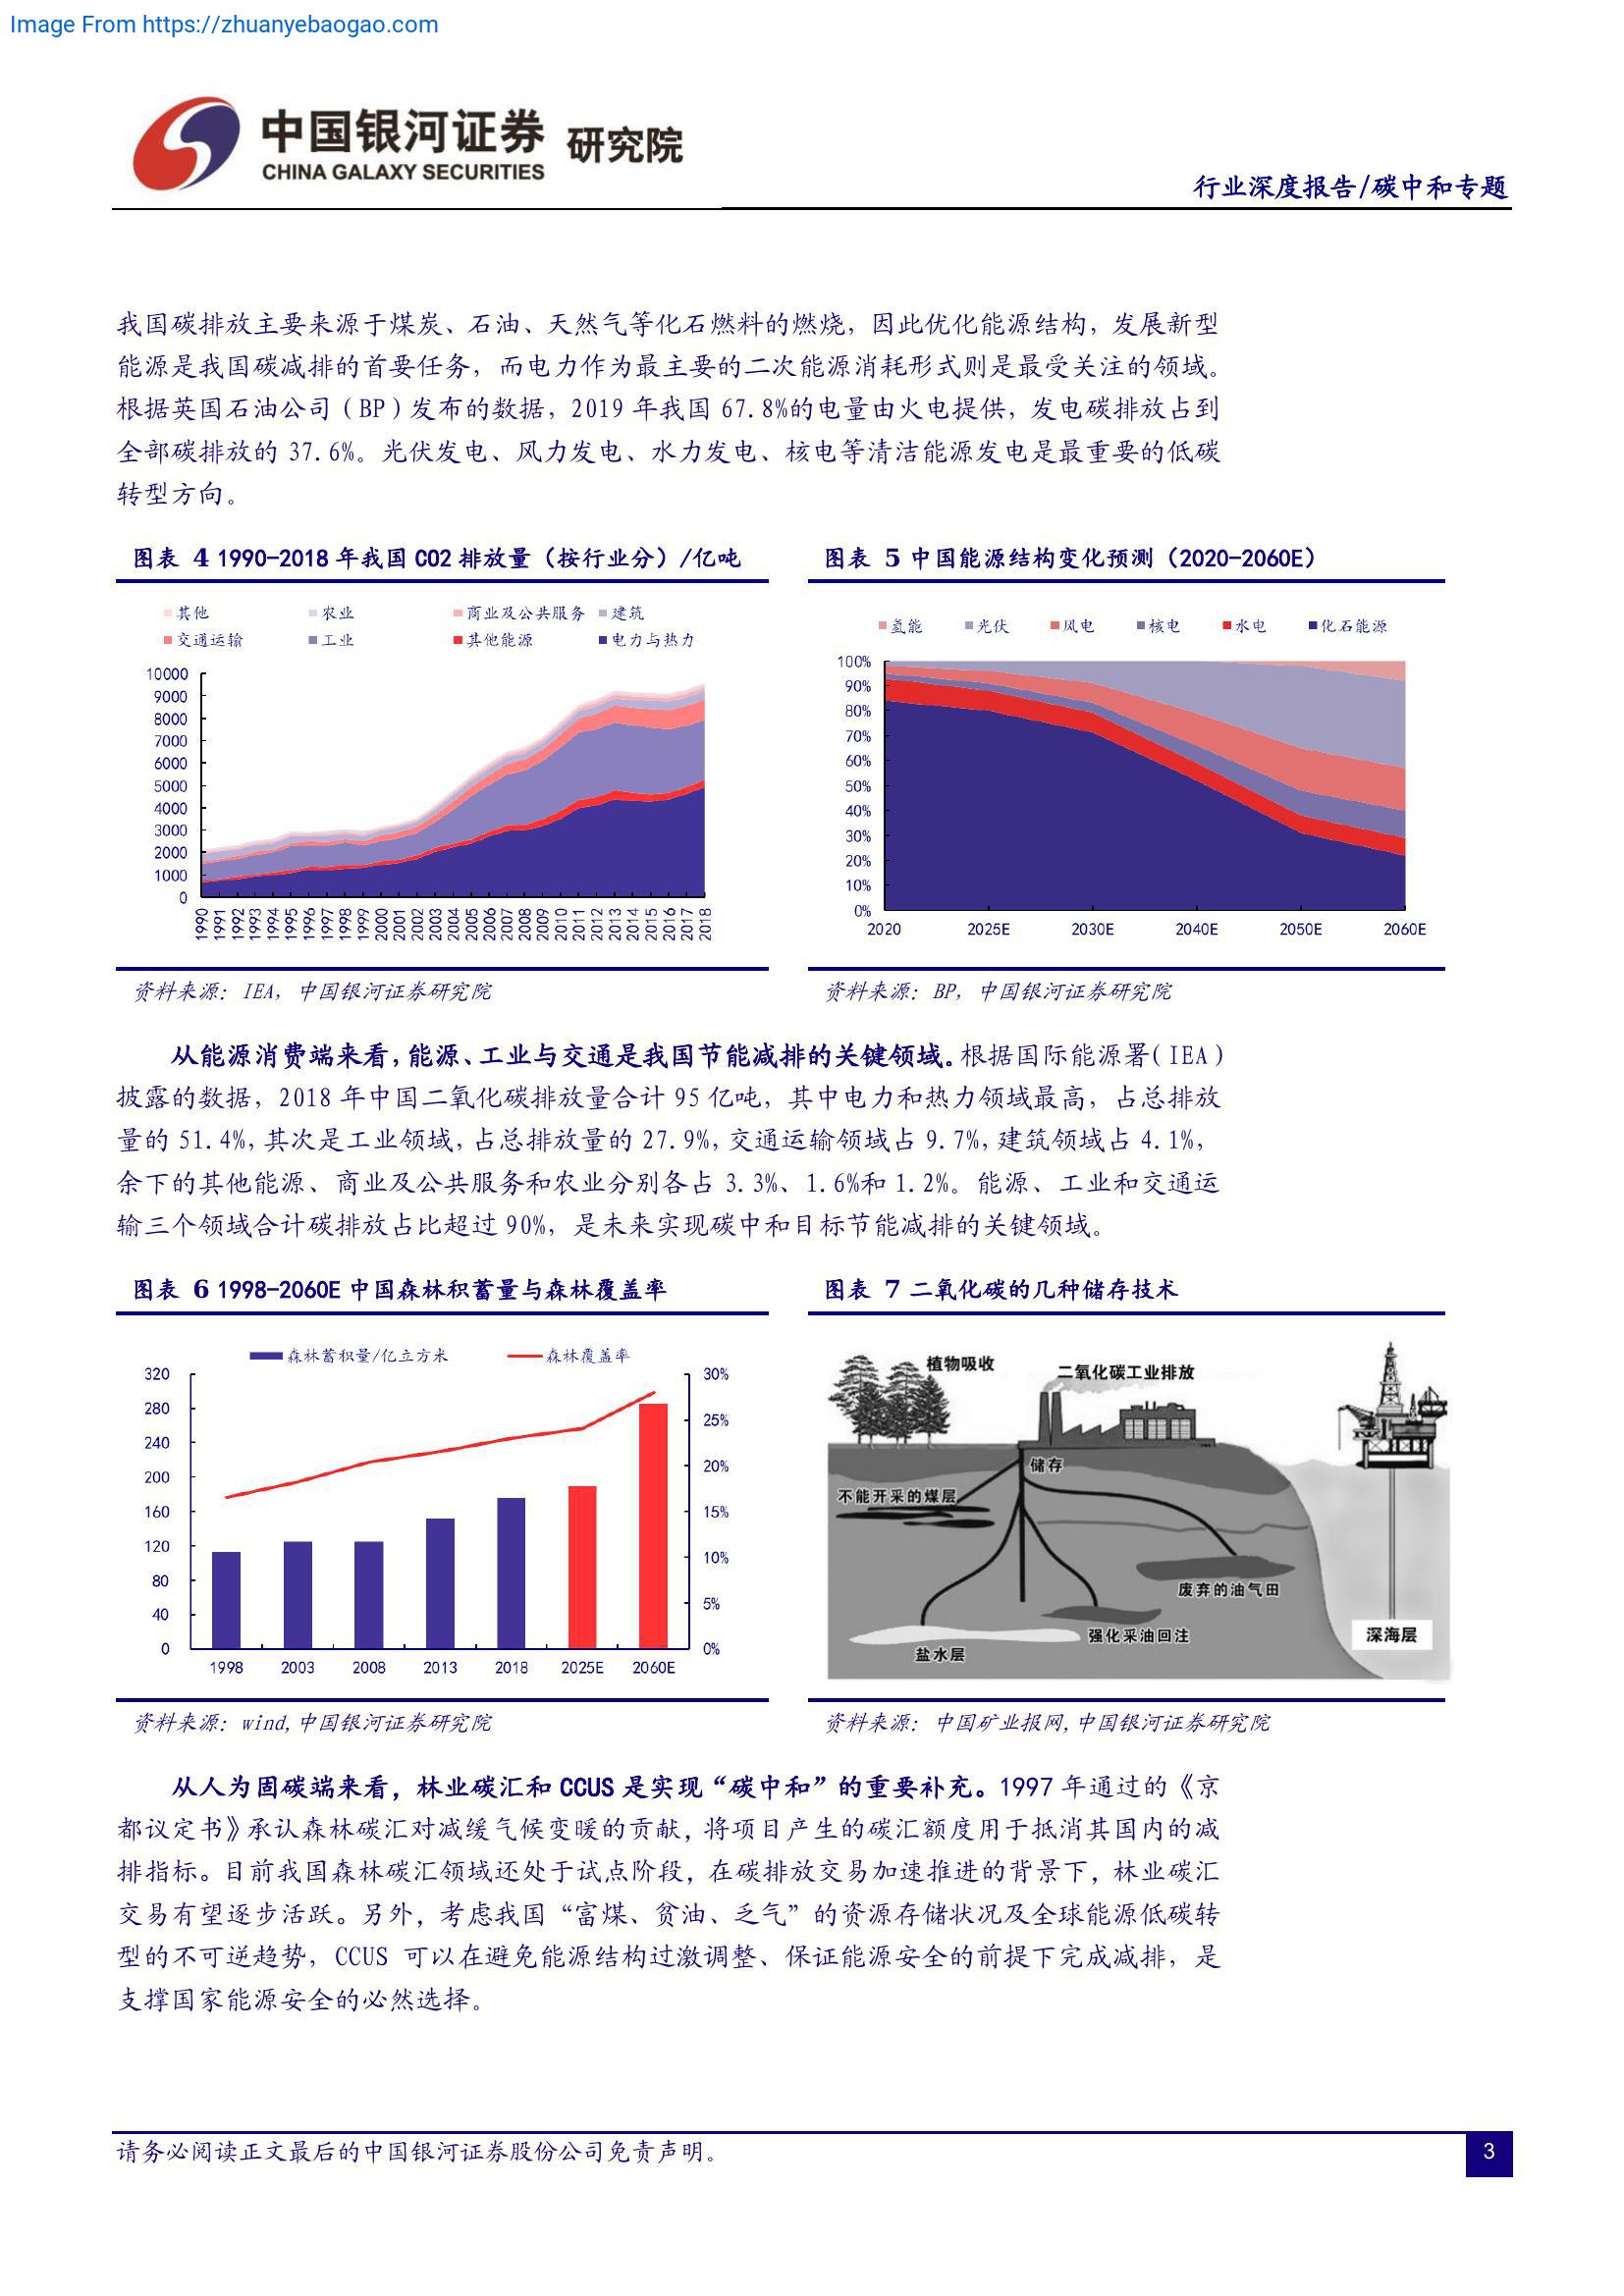 Image From https://zhuanyebaogao.com
中国银河证券 研究院
CHINA GALAXY SECURITIES
行业深度报告/碳中和专题
我国碳排放主要来源于煤炭、石油、天然气等化石燃料的燃烧，因此优化能源结构，发展新型
能源是我国碳减排的首要任务，而电力作为最主要的二次能源消耗形式则是最受关注的领域。
根据英国石油公司（BP）发布的数据，2019 年我国 67.8%的电量由火电提供，发电碳排放占到
全部碳排放的 37.6%。光伏发电、风力发电、水力发电、核电等清洁能源发电是最重要的低碳
转型方向。
图表 4 1990-2018 年我国 CO2 排放量（按行业分）/亿吨
其他 农业 商业及公共服务 建筑
交通运输 工业 其他能源 电力与热力
10000
9000
8000
7000
6000
5000
4000
3000
2000
1000
0
1990 1991 1992 1993 1994 1995 1996 1997 1998 1999 2000 2001 2002 2003 2004 2005 2006 2007 2008 2009 2010 2011 2012 2013 2014 2015 2016 2017 2018
资料来源：IEA，中国银河证券研究院
图表 5 中国能源结构变化预测（2020-2060E）
氢能 光伏 风电 核电 水电 化石能源
100%
90%
80%
70%
60%
50%
40%
30%
20%
10%
0%
2020 2025E 2030E 2040E 2050E 2060E
资料来源：BP，中国银河证券研究院
从能源消费端来看，能源、工业与交通是我国节能减排的关键领域。根据国际能源署（IEA）
披露的数据，2018 年中国二氧化碳排放量合计 95 亿吨，其中电力和热力领域最高，占总排放
量的 51.4%，其次是工业领域，占总排放量的 27.9%，交通运输领域占 9.7%，建筑领域占 4.1%，
余下的其他能源、商业及公共服务和农业分别各占 3.3%、1.6%和 1.2%。能源、工业和交通运
输三个领域合计碳排放占比超过 90%，是未来实现碳中和目标节能减排的关键领域。
图表 6 1998-2060E 中国森林积蓄量与森林覆盖率
森林蓄积量/亿立方米 森林覆盖率
320
280
240
200
160
120
80
40
0
30%
25%
20%
15%
10%
5%
0%
1998 2003 2008 2013 2018 2025E 2060E
资料来源：wind,中国银河证券研究院
图表 7 二氧化碳的几种储存技术
植物吸收
二氧化碳工业排放
储存
不能开采的煤层
废弃的油气田
强化采油回注
盐水层
深海层
资料来源：中国矿业报网,中国银河证券研究院
从人为固碳端来看，林业碳汇和 CCUS 是实现“碳中和”的重要补充。1997 年通过的《京
都议定书》承认森林碳汇对减缓气候变暖的贡献，将项目产生的碳汇额度用于抵消其国内的减
排指标。目前我国森林碳汇领域还处于试点阶段，在碳排放交易加速推进的背景下，林业碳汇
交易有望逐步活跃。另外，考虑我国“富煤、贫油、乏气”的资源存储状况及全球能源低碳转
型的不可逆趋势，CCUS 可以在避免能源结构过激调整、保证能源安全的前提下完成减排，是
支撑国家能源安全的必然选择。
请务必阅读正文最后的中国银河证券股份公司免责声明。
3